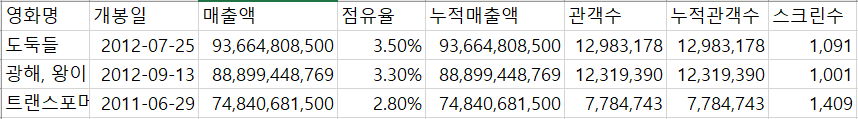 영화명 개봉일 매출액 점유율 누적매출액 관객수 누적관객수 스크린수
도둑들 2012-07-25 93,664,808,500 3.50% 93,664,808,500 12,983,178 12,983,178 1,091
광해, 왕이 2012-09-13 88,899,448,769 3.30% 88,899,448,769 12,319,390 12,319,390 1,001
트랜스포머 2011-06-29 74,840,681,500 2.80% 74,840,681,500 7,784,743 7,784,743 1,409